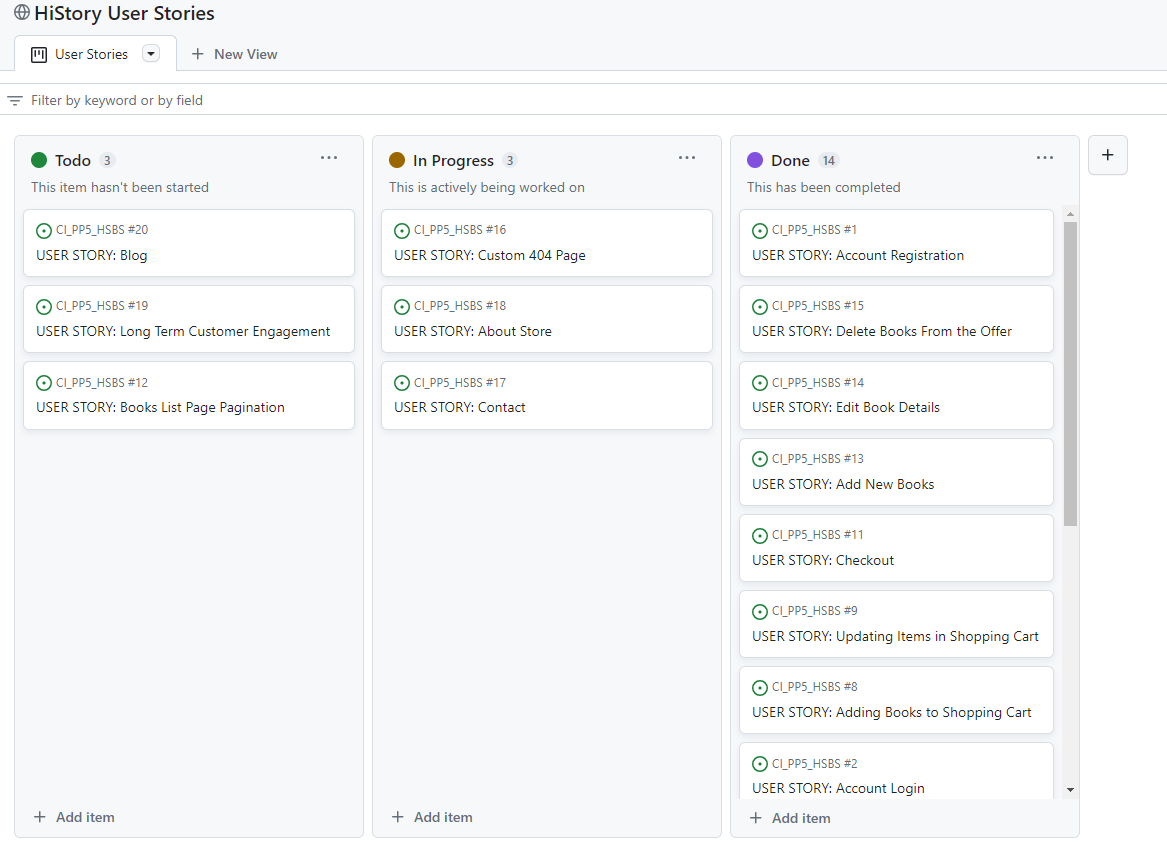 HiStory User Stories
User Stories
New View
Filter by keyword or by field
Todo 3
This item hasn't been started
CI_PP5_HSBS #20
USER STORY: Blog
CI_PP5_HSBS #19
USER STORY: Long Term Customer Engagement
CI_PP5_HSBS #12
USER STORY: Books List Page Pagination
Add item
In Progress 3
This is actively being worked on
CI_PP5_HSBS #16
USER STORY: Custom 404 Page
CI_PP5_HSBS #18
USER STORY: About Store
CI_PP5_HSBS #17
USER STORY: Contact
Add item
Done 14
This has been completed
CI_PP5_HSBS #1
USER STORY: Account Registration
CI_PP5_HSBS #15
USER STORY: Delete Books From the Offer
CI_PP5_HSBS #14
USER STORY: Edit Book Details
CI_PP5_HSBS #13
USER STORY: Add New Books
CI_PP5_HSBS #11
USER STORY: Checkout
CI_PP5_HSBS #9
USER STORY: Updating Items in Shopping Cart
CI_PP5_HSBS #8
USER STORY: Adding Books to Shopping Cart
CI_PP5_HSBS #2
USER STORY: Account Login
Add item